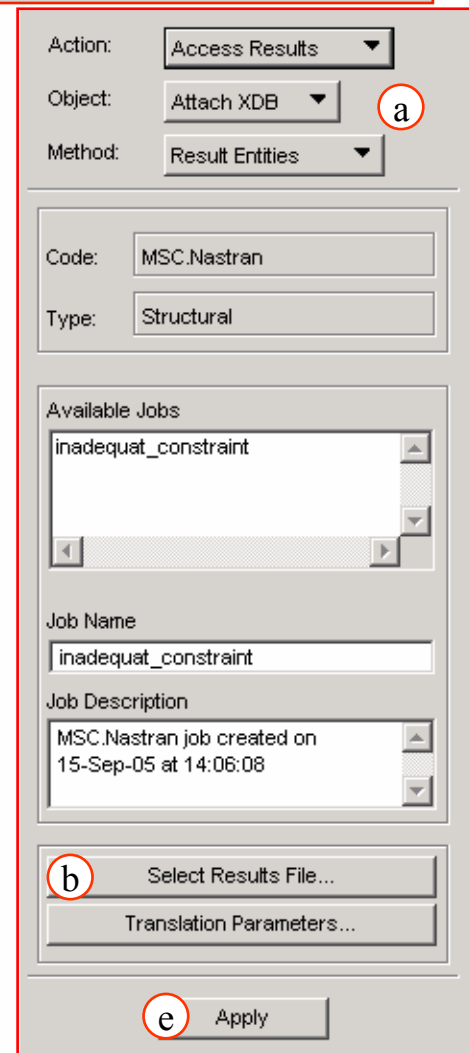 Action: Access Results
Object: Attach XDB
a
Method: Result Entities
Code: MSC.Nastran
Type: Structural
Available Jobs
inadequat_constraint
Job Name
inadequat_constraint
Job Description
MSC.Nastran job created on
15-Sep-05 at 14:06:08
b Select Results File...
Translation Parameters...
e Apply